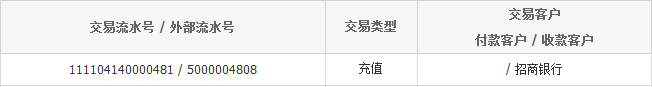 交易流水号 / 外部流水号
交易类型
交易客户
付款客户 / 收款客户
111104140000481 / 5000004808
充值
/ 招商银行